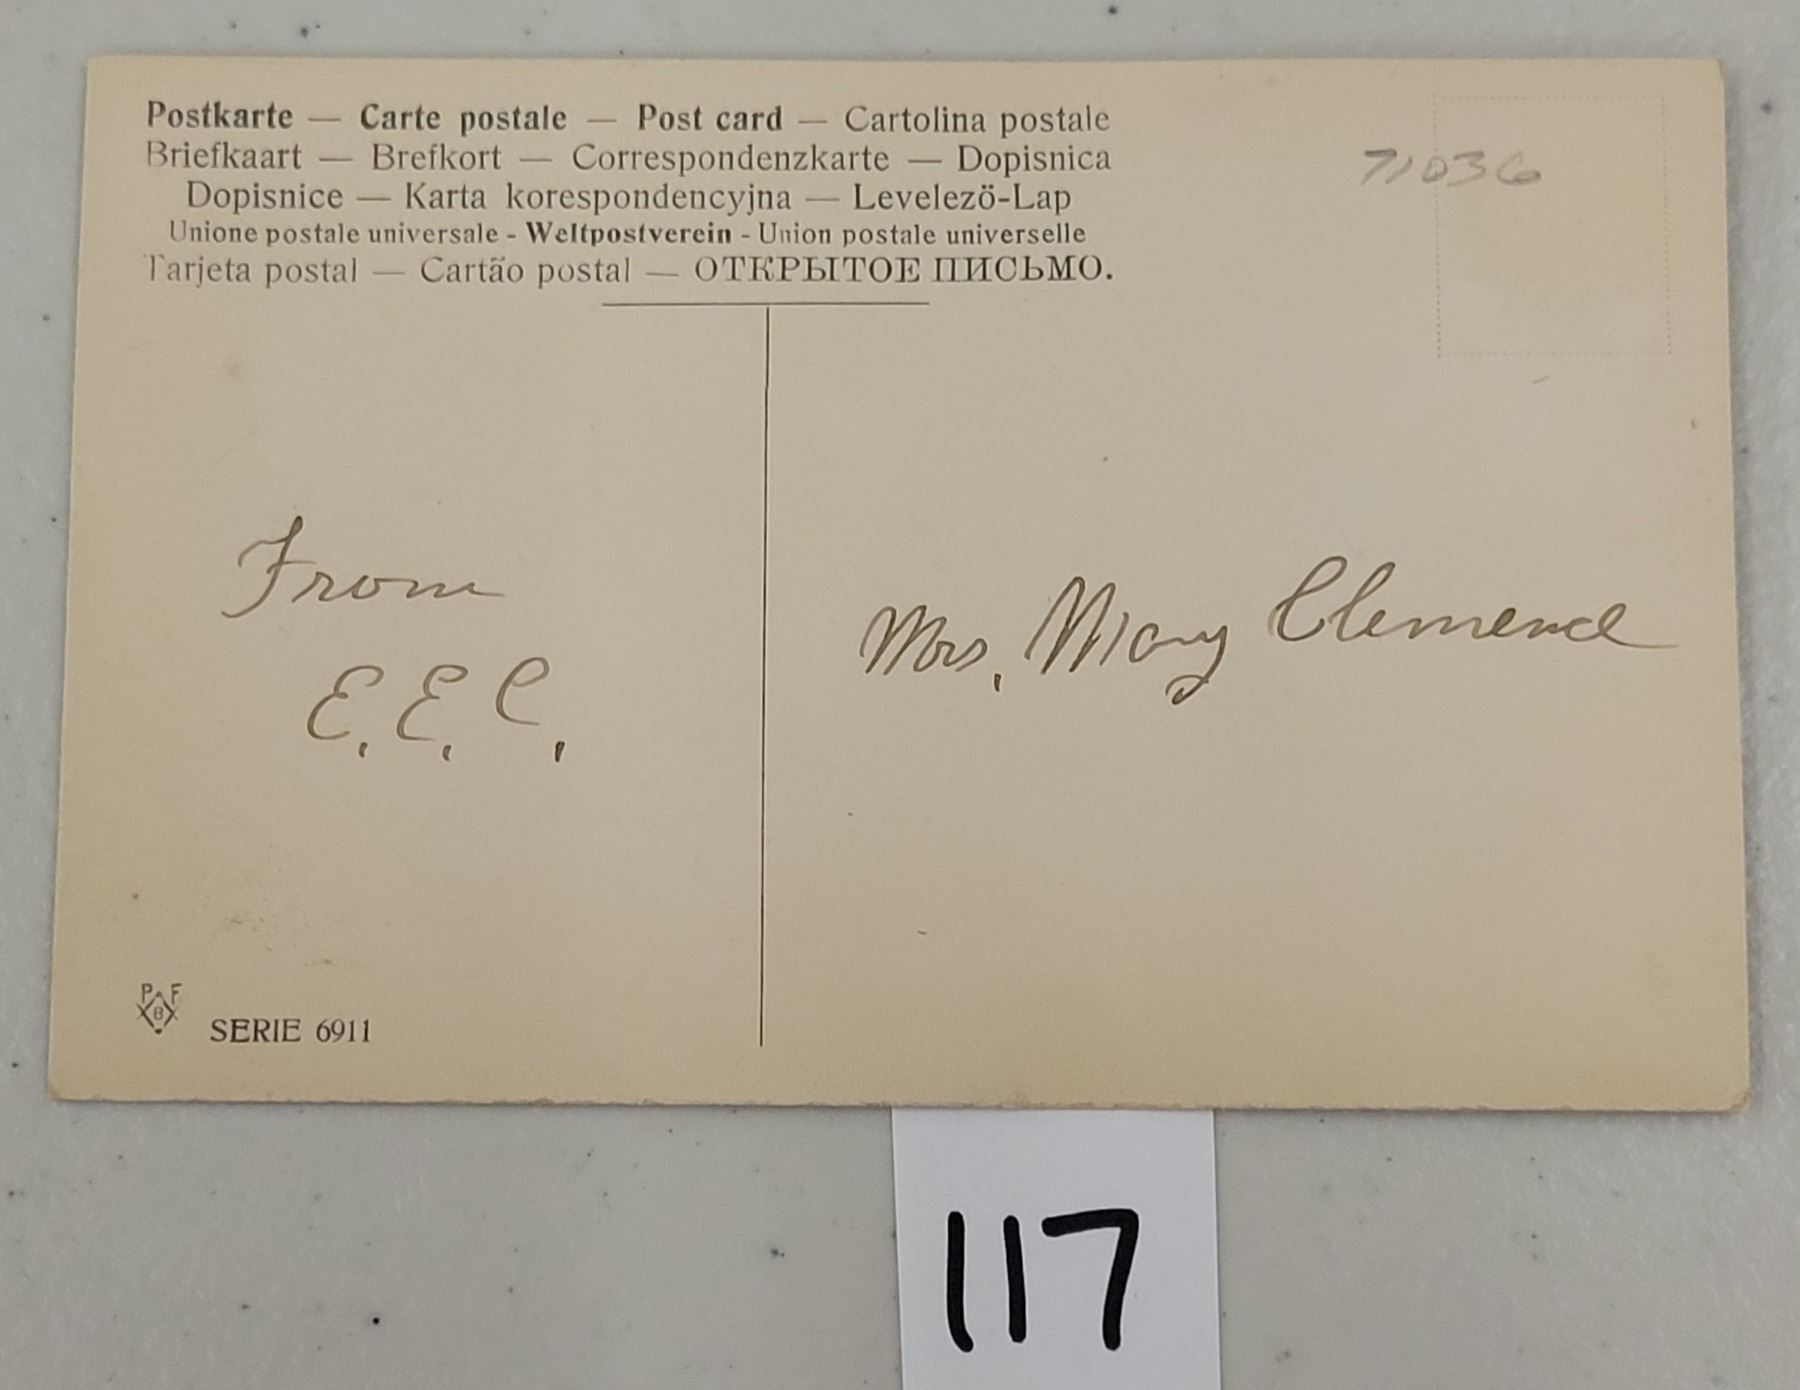 Postkarte — Carte postale — Post card — Cartolina postale
Briefkaart — Brefkort — Correspondenzkarte — Dopisnica
Dopisnice — Karta korespondencyjna — Levelezö-Lap
Unione postale universale - Weltpostverein - Union postale universelle
Tarjeta postal — Cartão postal — ОТКРЫТОЕ ПИСЬМО.
71036
From
E. E. C.
Mrs. Mary Clemence
P F
B
SERIE 6911
117